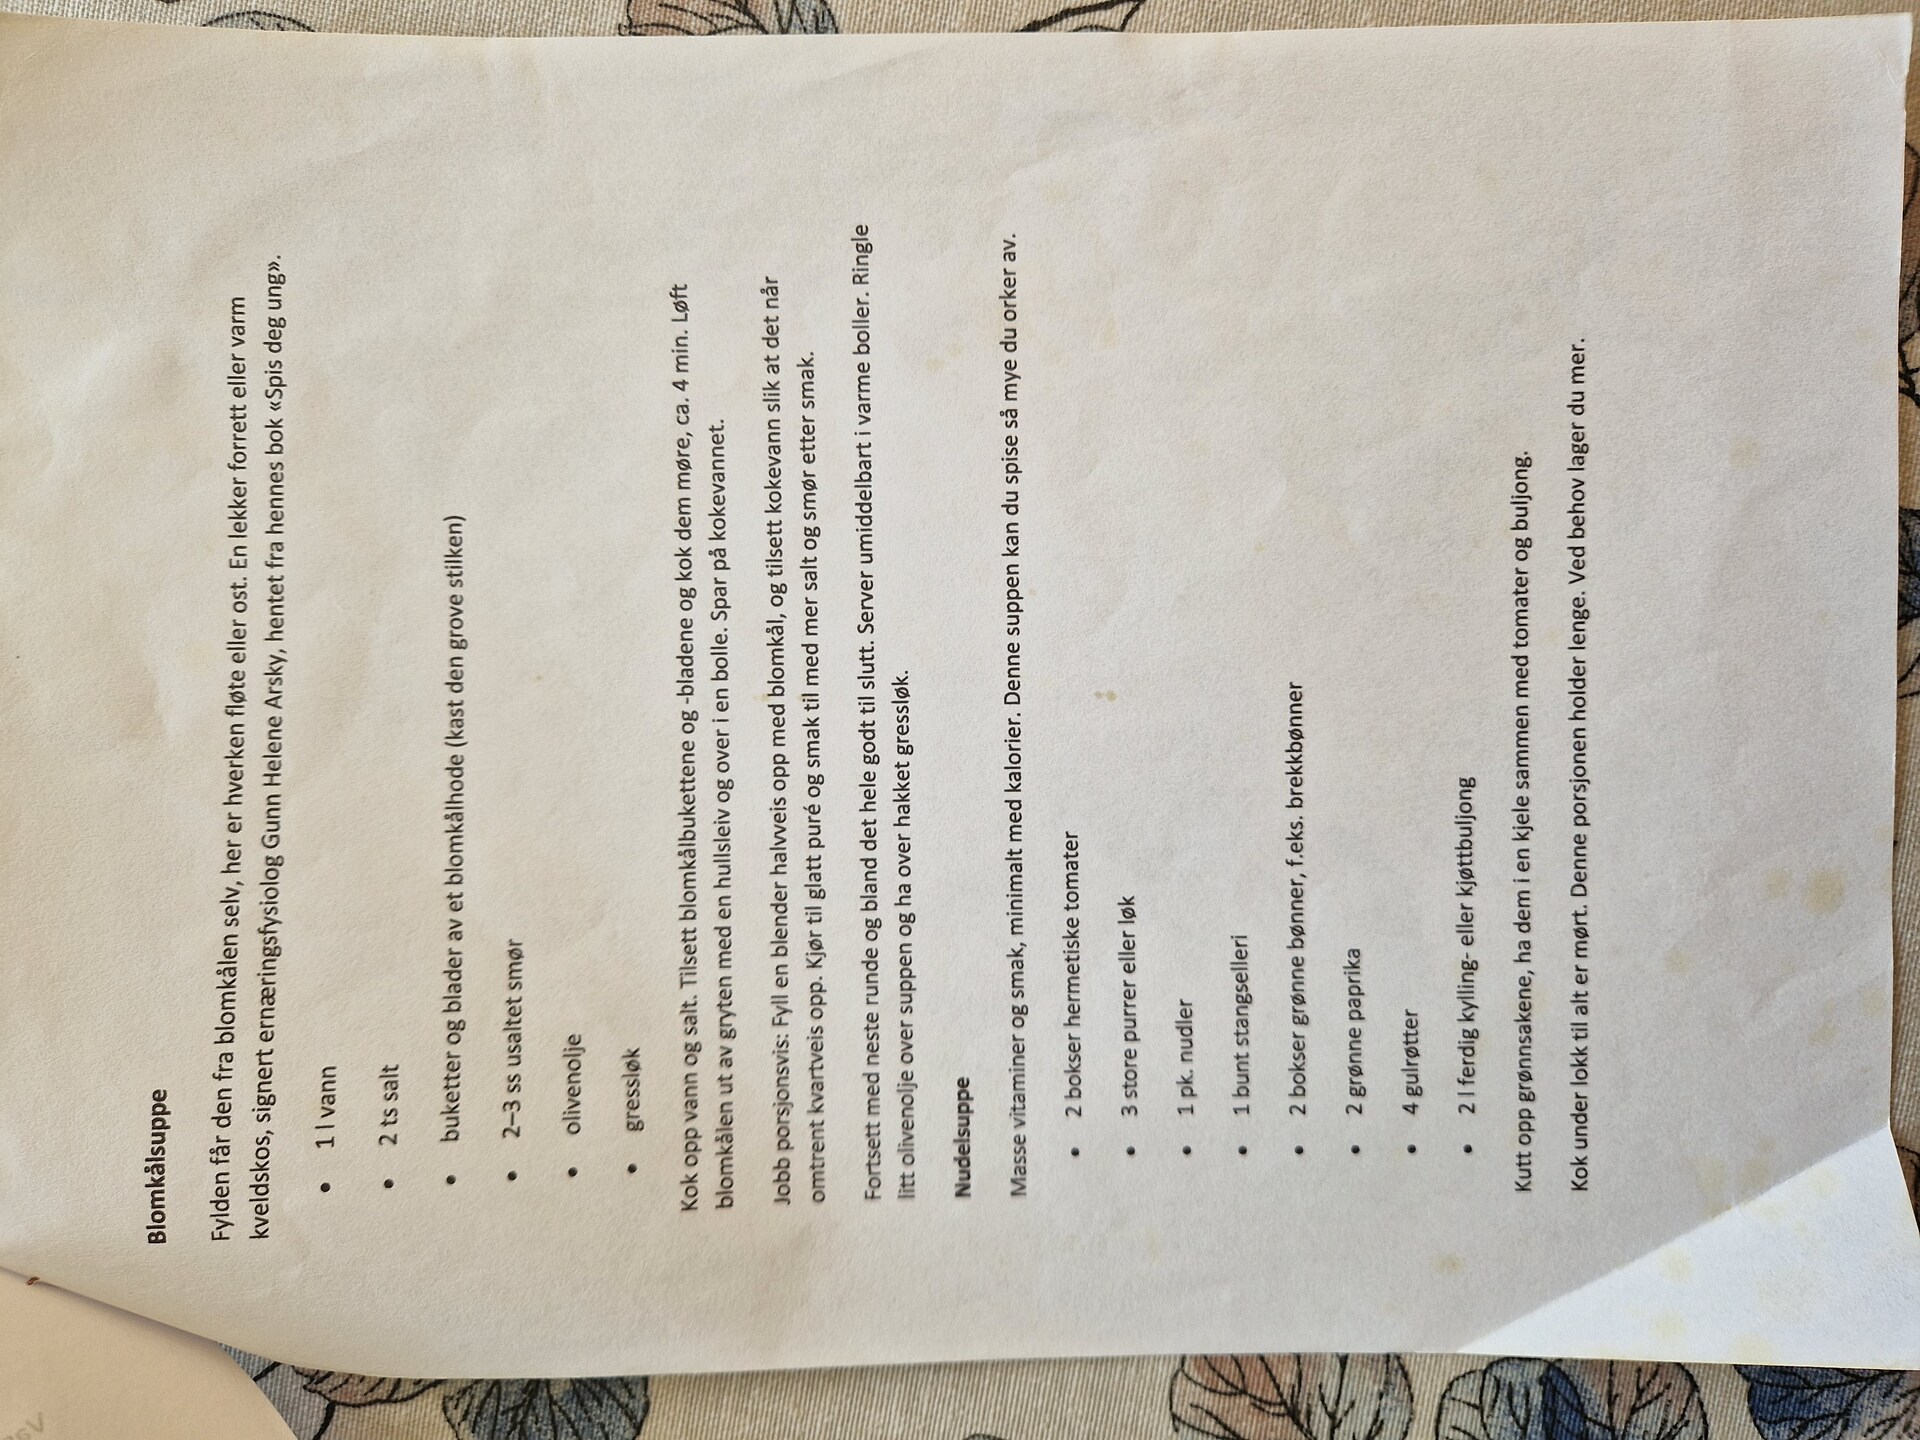 Blomkålsuppe
Fylden får den fra blomkålen selv, her er hverken fløte eller ost. En lekker forrett eller varm
kveldskos, signert ernæringsfysiolog Gunn Helene Arsky, hentet fra hennes bok «Spis deg ung».
• 1 l vann
• 2 ts salt
• buketter og blader av et blomkålhode (kast den grove stilken)
• 2–3 ss usaltet smør
• olivenolje
• gressløk
Kok opp vann og salt. Tilsett blomkålbukettene og -bladene og kok dem møre, ca. 4 min. Løft
blomkålen ut av gryten med en hullsleiv og over i en bolle. Spar på kokevannet.
Jobb porsjonsvis: Fyll en blender halvveis opp med blomkål, og tilsett kokevann slik at det når
omtrent kvartveis opp. Kjør til glatt puré og smak til med mer salt og smør etter smak.
Fortsett med neste runde og bland det hele godt til slutt. Server umiddelbart i varme boller. Ringle
litt olivenolje over suppen og ha over hakket gressløk.
Nudelsuppe
Masse vitaminer og smak, minimalt med kalorier. Denne suppen kan du spise så mye du orker av.
• 2 bokser hermetiske tomater
• 3 store purrer eller løk
• 1 pk. nudler
• 1 bunt stangselleri
• 2 bokser grønne bønner, f.eks. brekkbønner
• 2 grønne paprika
• 4 gulrøtter
• 2 l ferdig kylling- eller kjøttbuljong
Kutt opp grønnsakene, ha dem i en kjele sammen med tomater og buljong.
Kok under lokk til alt er mørt. Denne porsjonen holder lenge. Ved behov lager du mer.